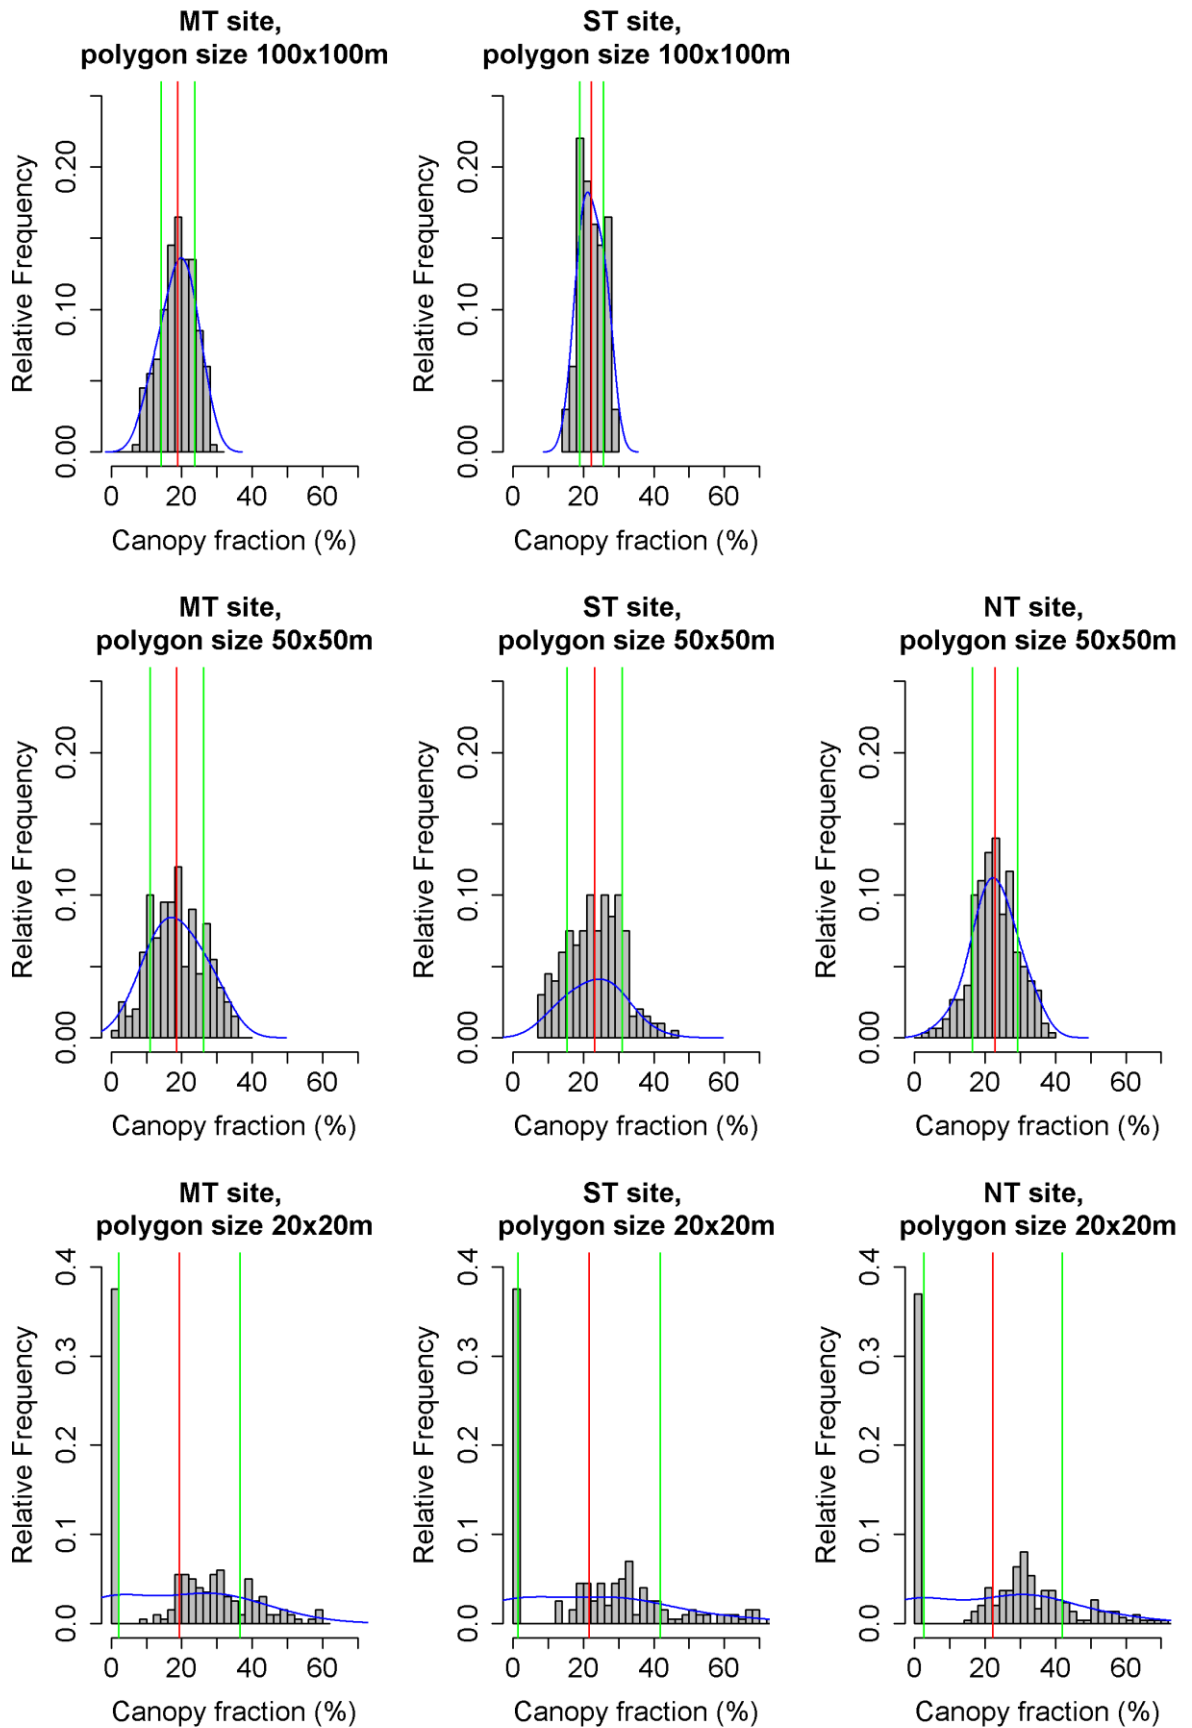 MT site,
polygon size 100x100m
Relative Frequency
0.20
0.10
0.00
0 20 40 60
Canopy fraction (%)
ST site,
polygon size 100x100m
Relative Frequency
0.20
0.10
0.00
0 20 40 60
Canopy fraction (%)
MT site,
polygon size 50x50m
Relative Frequency
0.20
0.10
0.00
0 20 40 60
Canopy fraction (%)
ST site,
polygon size 50x50m
Relative Frequency
0.20
0.10
0.00
0 20 40 60
Canopy fraction (%)
NT site,
polygon size 50x50m
Relative Frequency
0.20
0.10
0.00
0 20 40 60
Canopy fraction (%)
MT site,
polygon size 20x20m
Relative Frequency
0.4
0.3
0.2
0.1
0.0
0 20 40 60
Canopy fraction (%)
ST site,
polygon size 20x20m
Relative Frequency
0.4
0.3
0.2
0.1
0.0
0 20 40 60
Canopy fraction (%)
NT site,
polygon size 20x20m
Relative Frequency
0.4
0.3
0.2
0.1
0.0
0 20 40 60
Canopy fraction (%)